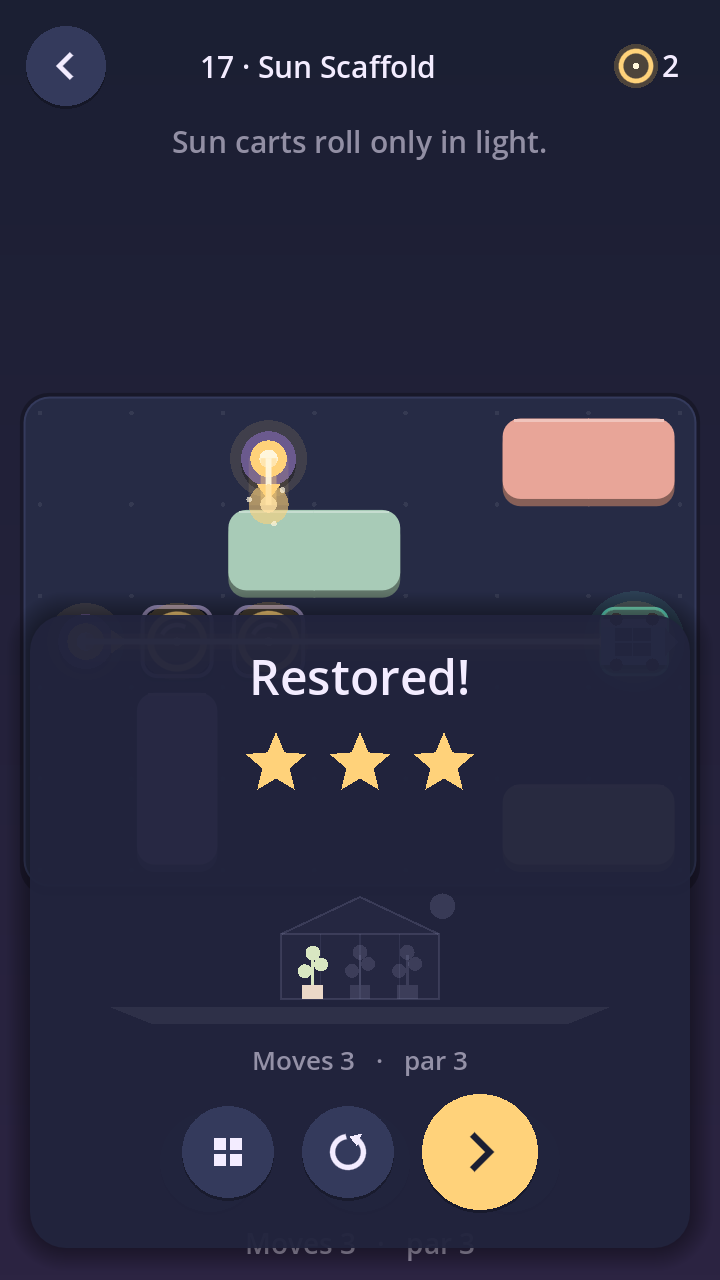 17 · Sun Scaffold
2
Sun carts roll only in light.
Restored!
Moves 3 · par 3
Moves 3 · par 3